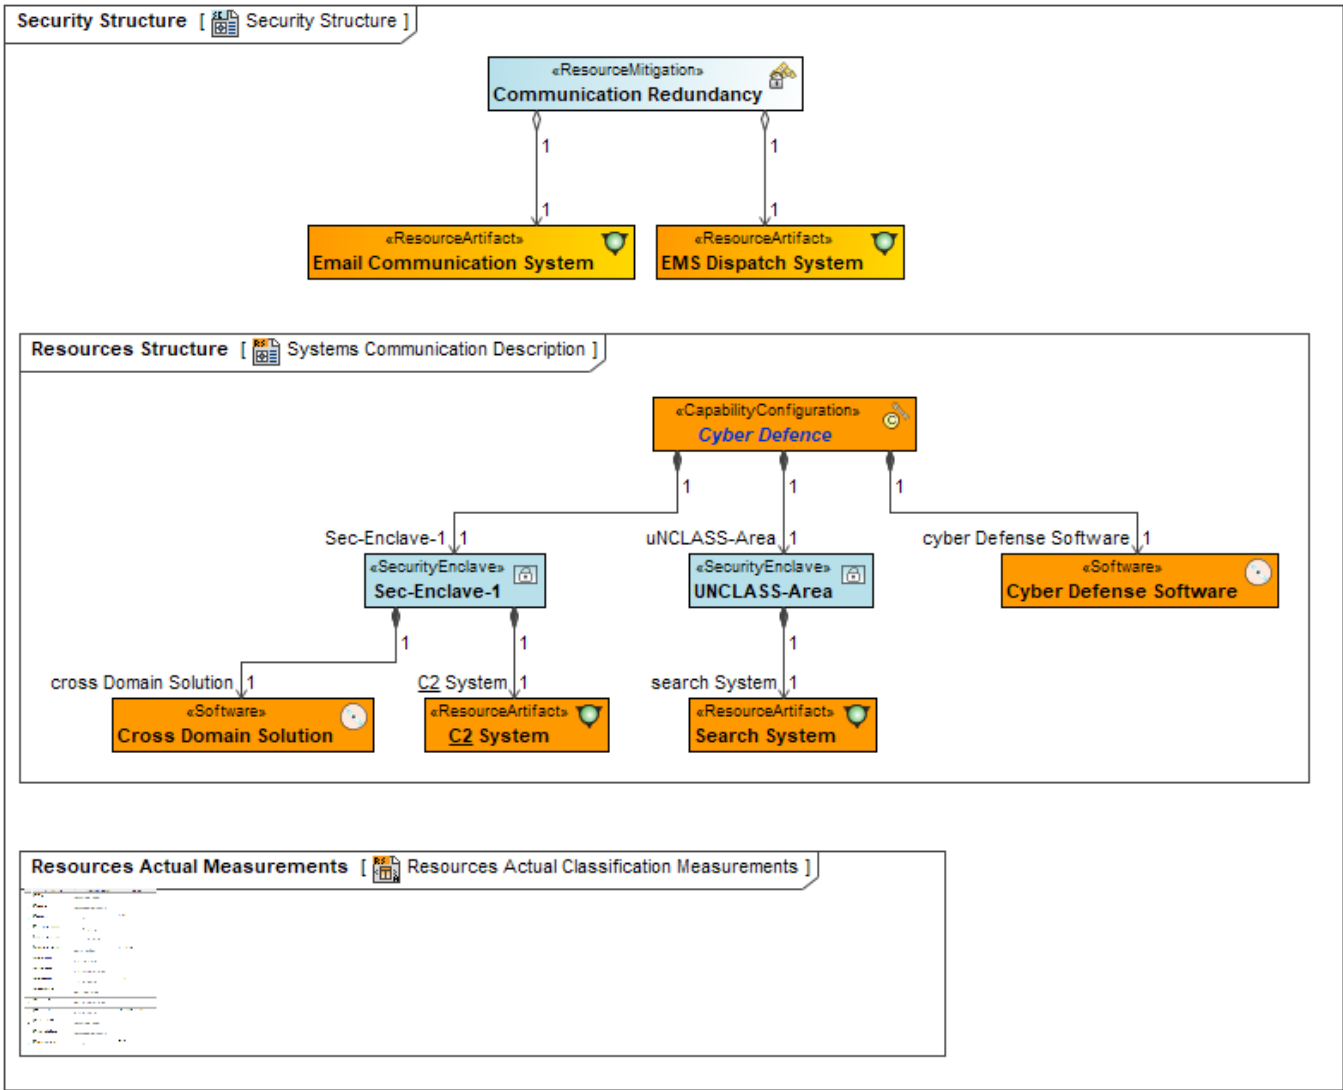 Security Structure [ Security Structure ]
«ResourceMitigation»
Communication Redundancy
1
1
1
1
«ResourceArtifact»
Email Communication System
«ResourceArtifact»
EMS Dispatch System
Resources Structure [ Systems Communication Description ]
«CapabilityConfiguration»
Cyber Defence
1
1
1
Sec-Enclave-1 1
uNCLASS-Area 1
cyber Defense Software 1
«SecurityEnclave»
Sec-Enclave-1
«SecurityEnclave»
UNCLASS-Area
«Software»
Cyber Defense Software
1
1
1
cross Domain Solution 1
C2 System 1
search System 1
«Software»
Cross Domain Solution
«ResourceArtifact»
C2 System
«ResourceArtifact»
Search System
Resources Actual Measurements [ Resources Actual Classification Measurements ]